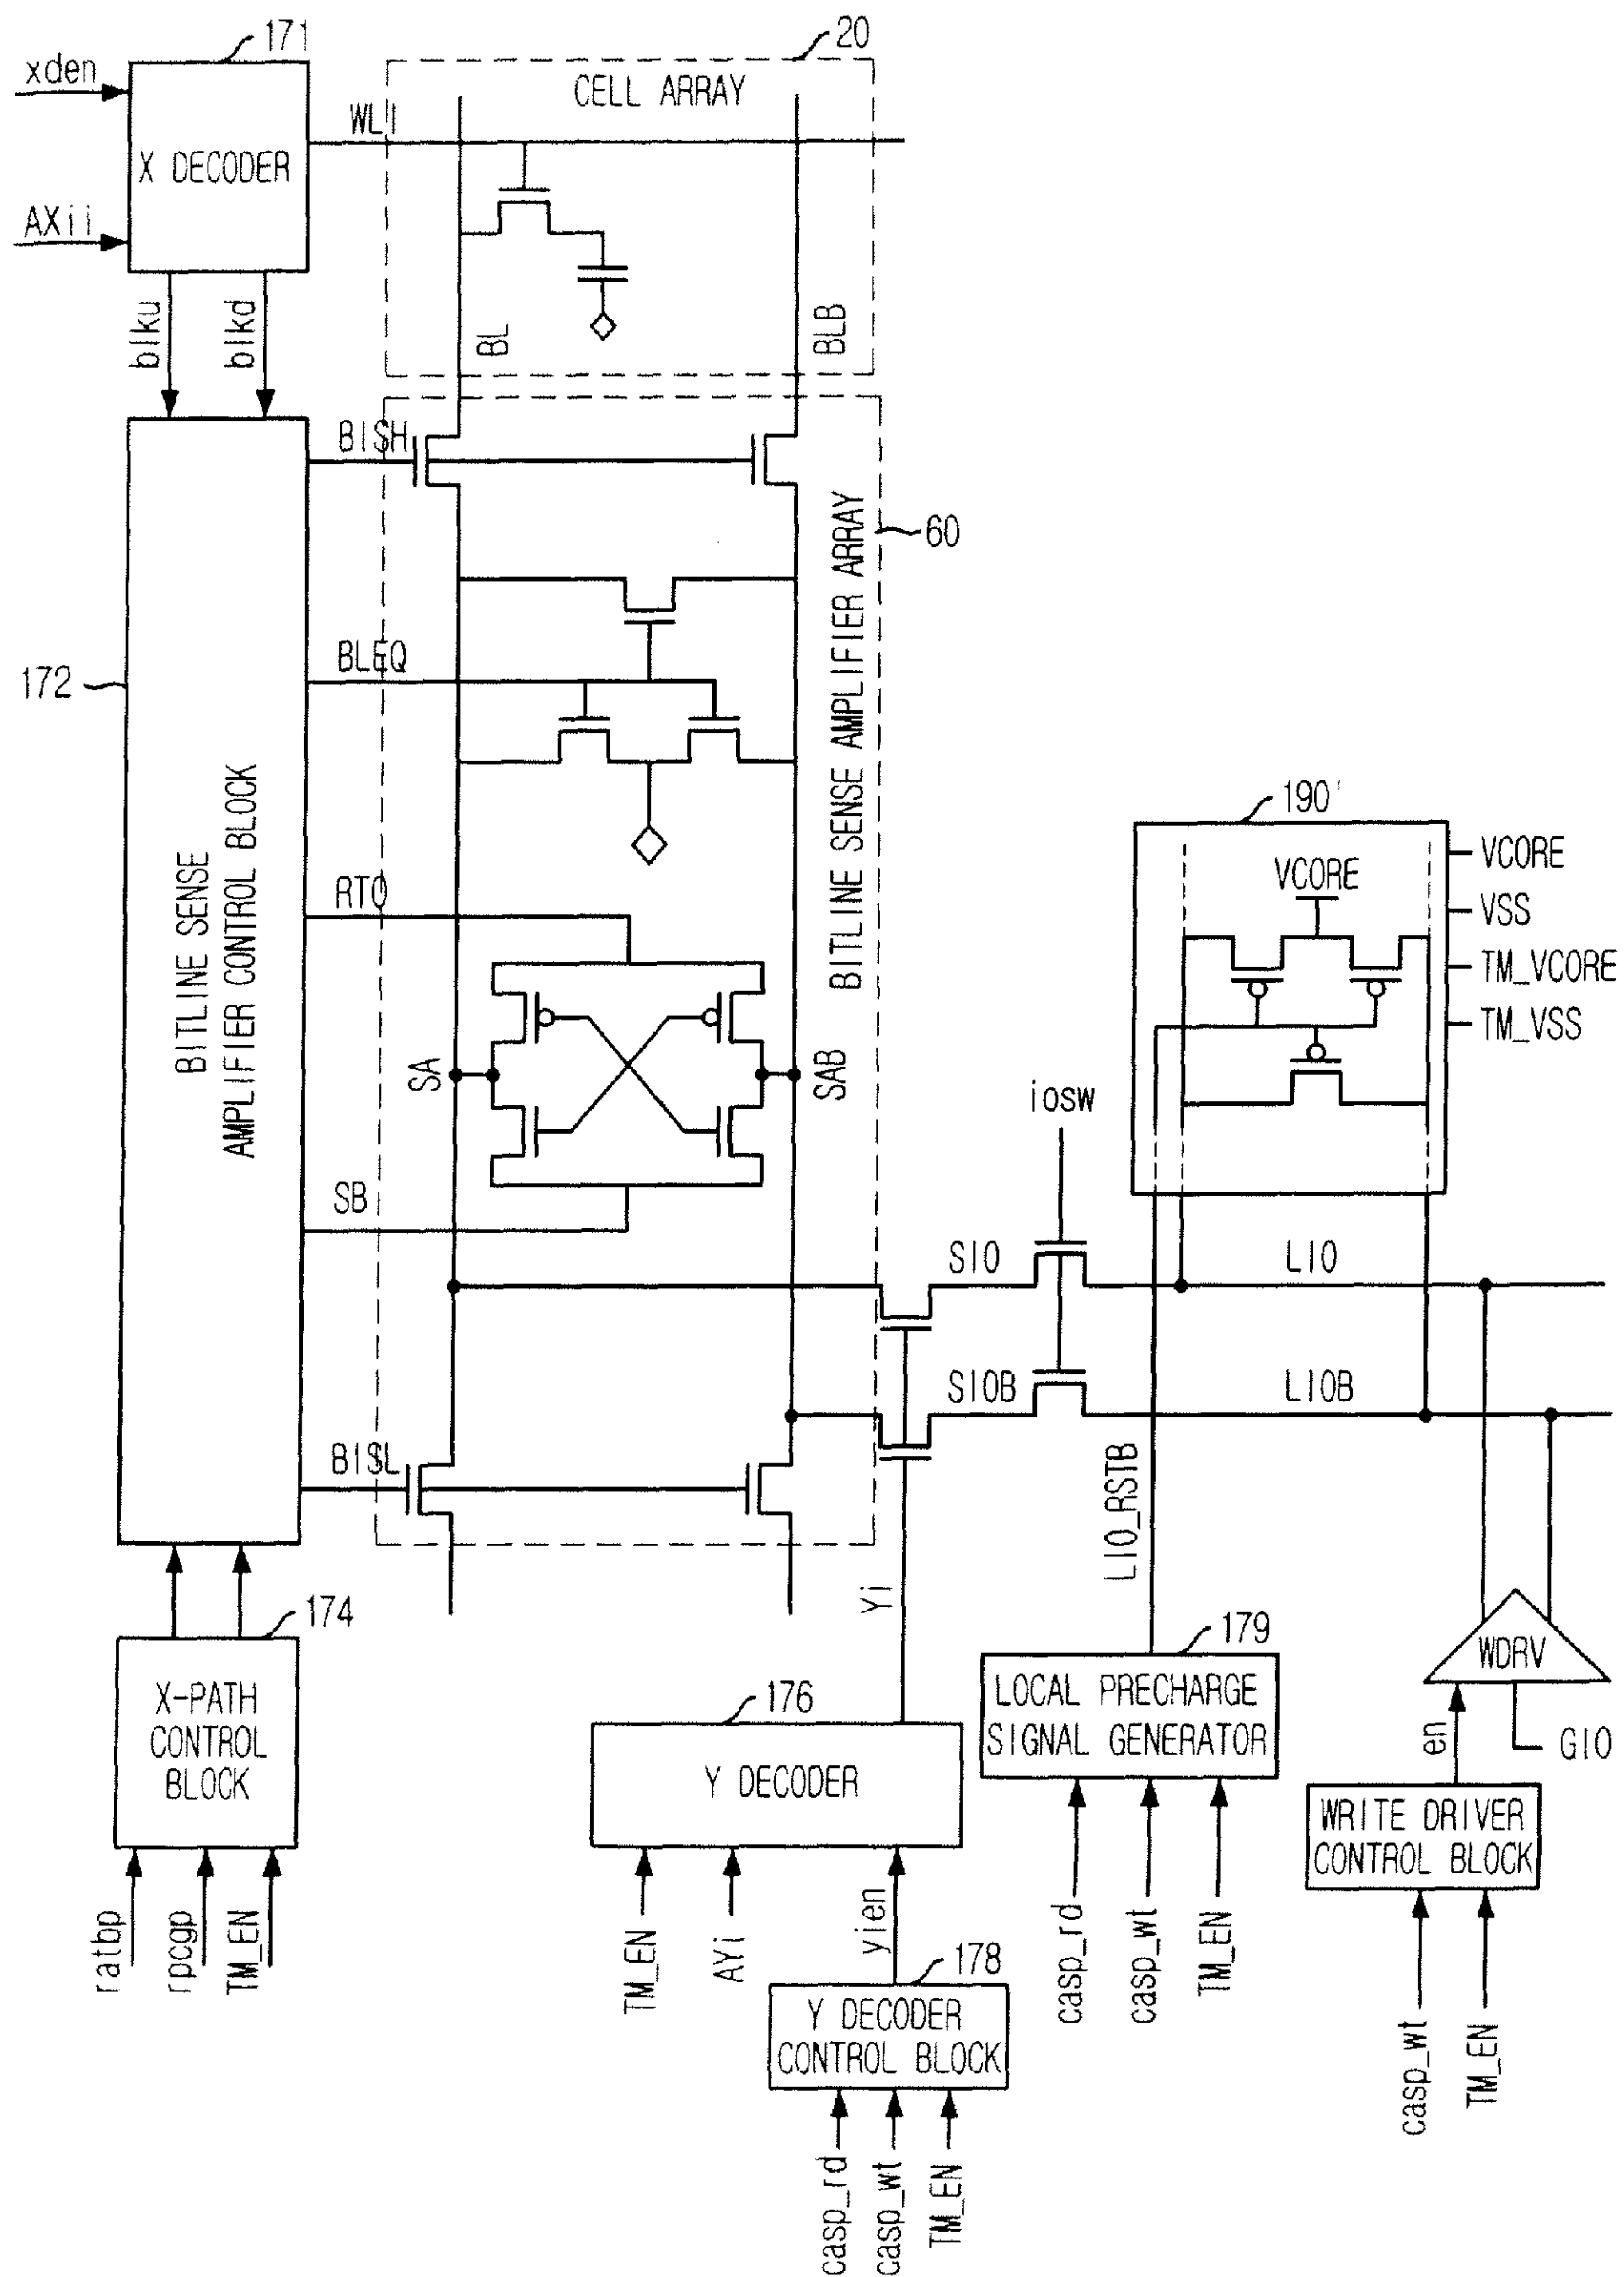 171
20
xden
CELL ARRAY
WLi
X DECODER
AXii
blku
blkd
BL
BLB
BISH
60
BITLINE SENSE AMPLIFIER ARRAY
BLEQ
172
BITLINE SENSE
AMPLIFIER CONTROL BLOCK
190'
VCORE
VCORE
VSS
TM_VCORE
TM_VSS
RTO
SA
SAB
iosw
SB
SIO
LIO
SIOB
LIOB
BISL
LIO_RSTB
Yi
174
179
X-PATH
CONTROL
BLOCK
176
Y DECODER
LOCAL PRECHARGE
SIGNAL GENERATOR
WDRV
en
GIO
WRITE DRIVER
CONTROL BLOCK
ratbp
rpcgp
TM_EN
TM_EN
AYi
yien
178
casp_rd
casp_wt
TM_EN
Y DECODER
CONTROL BLOCK
casp_wt
TM_EN
casp_rd
casp_wt
TM_EN